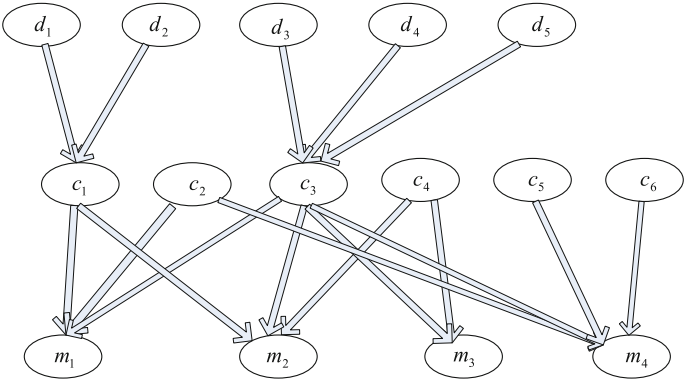 d₁ d₂ d₃ d₄ d₅
c₁ c₂ c₃ c₄ c₅ c₆
m₁ m₂ m₃ m₄